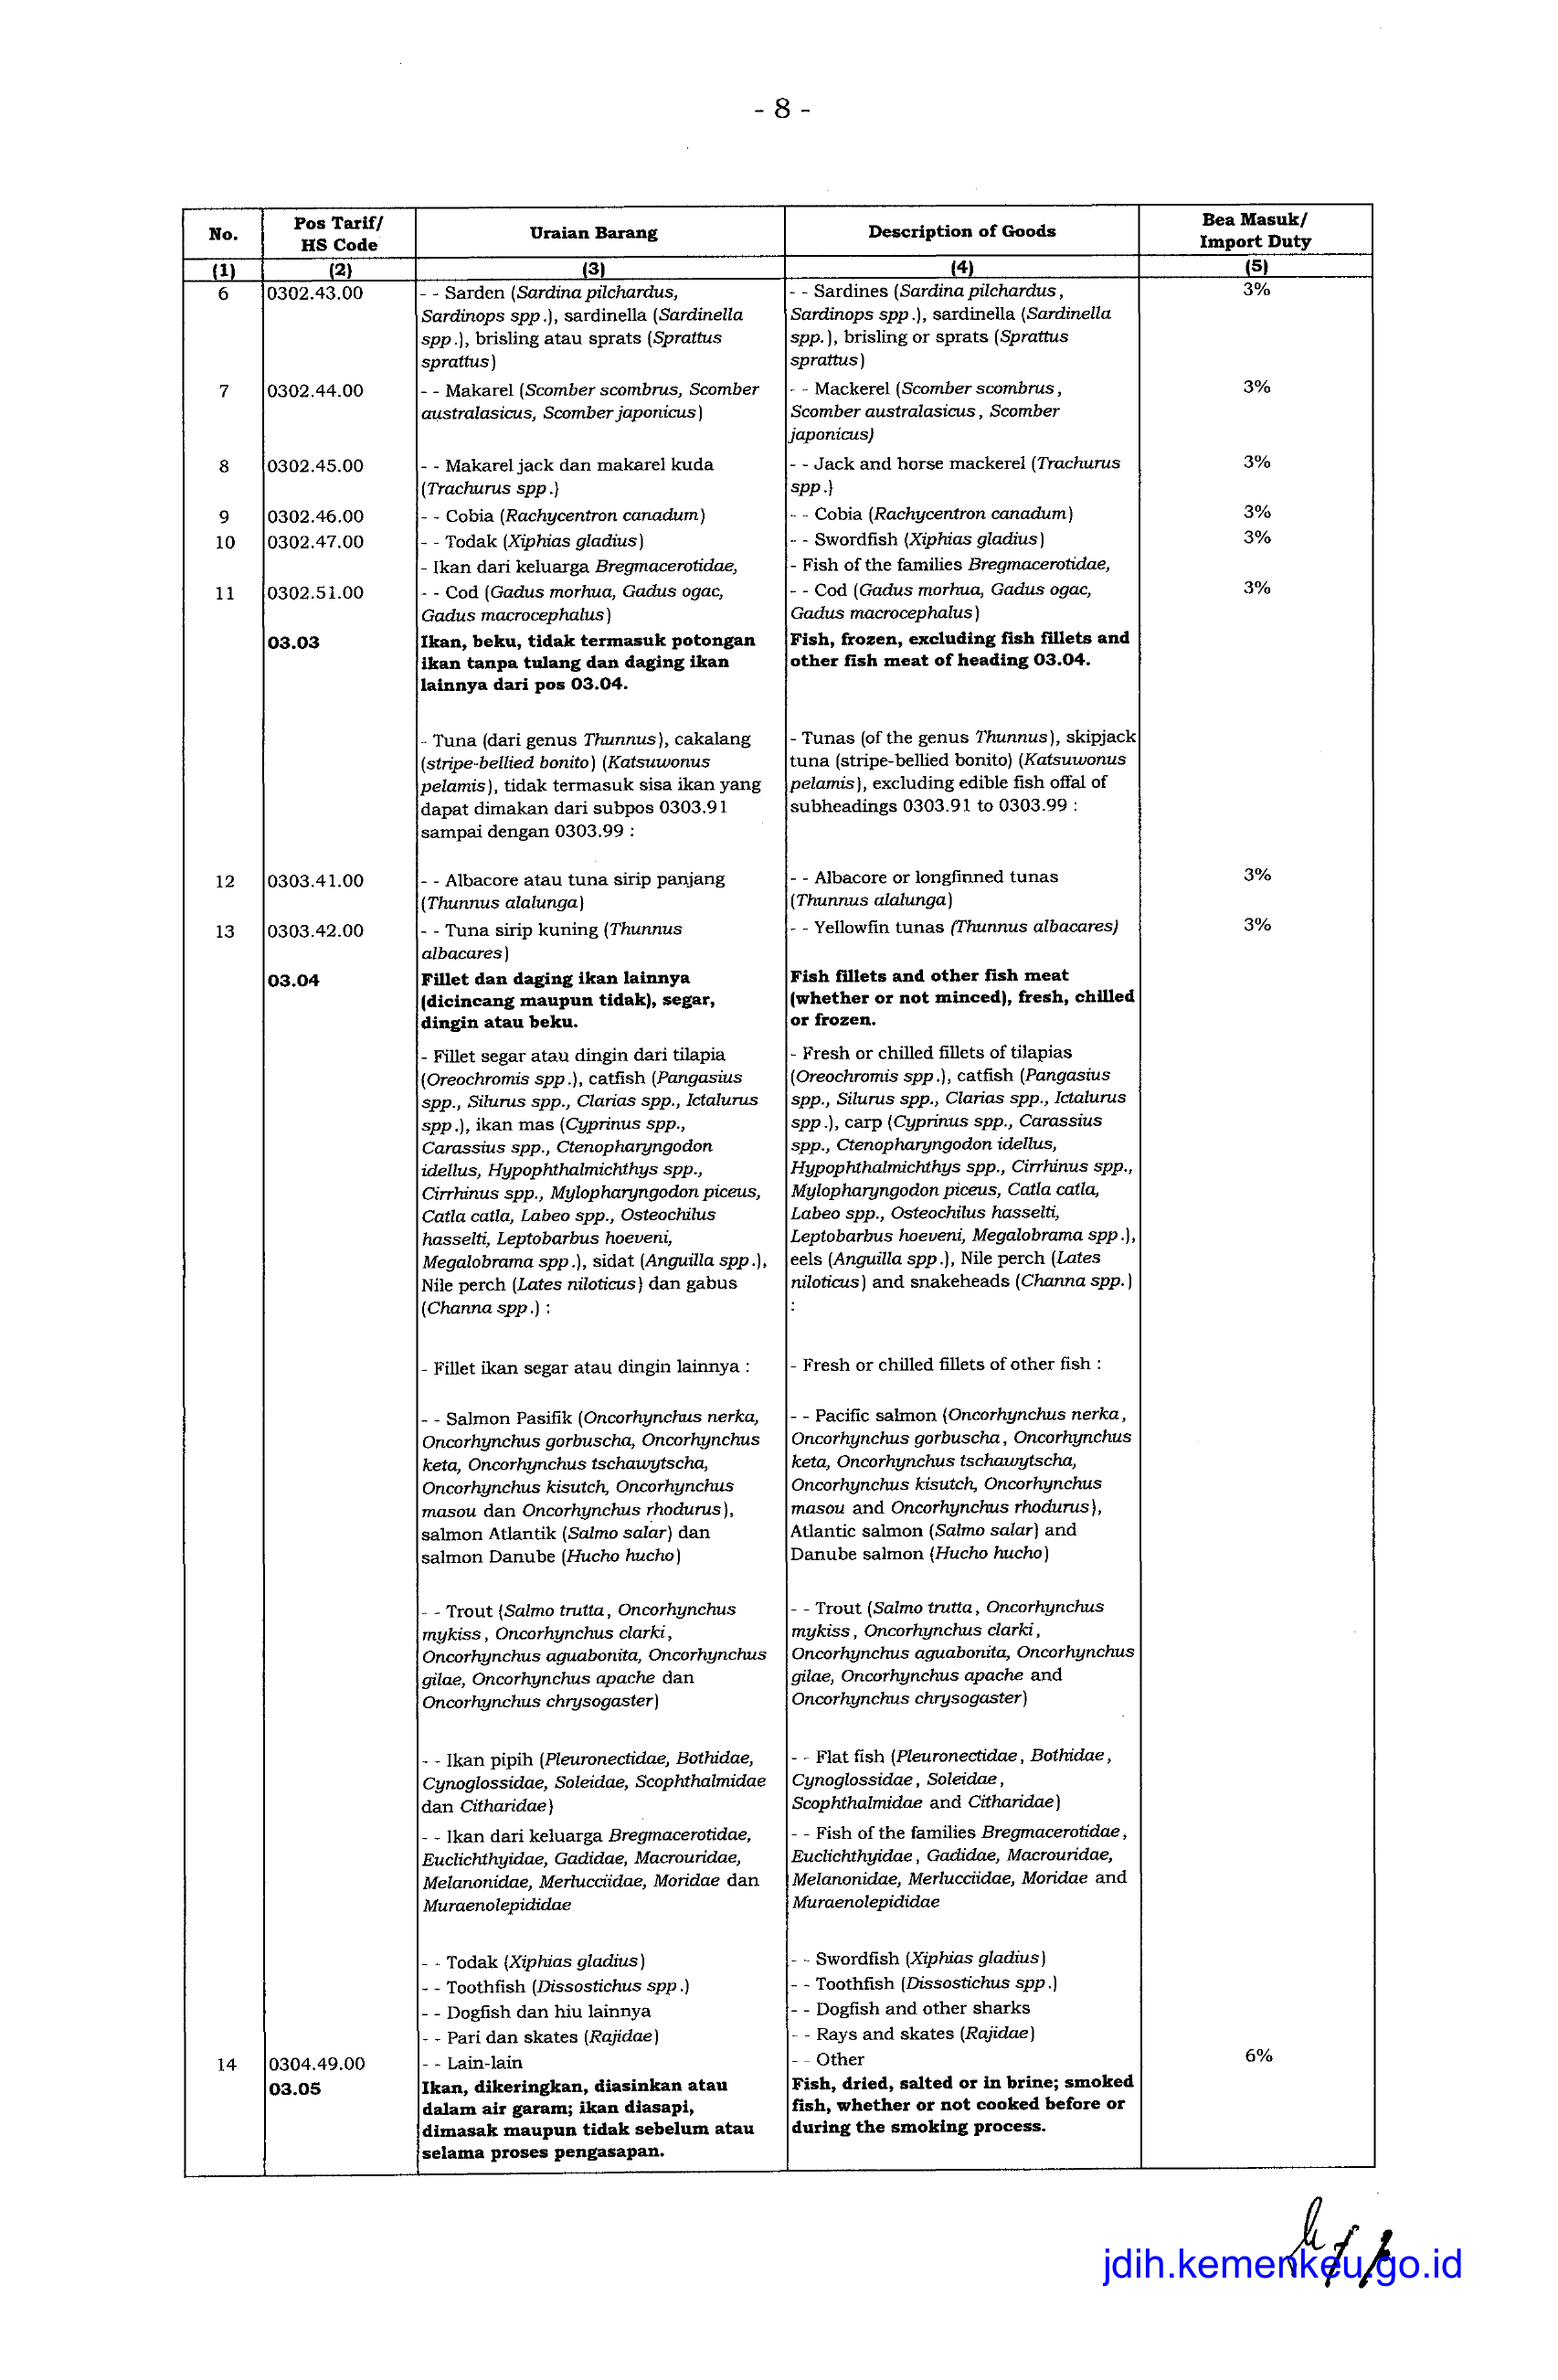 - 8 -
No.
Pos Tarif/
HS Code
Uraian Barang
Description of Goods
Bea Masuk/
Import Duty
(1)
(2)
(3)
(4)
(5)
6
0302.43.00
- - Sarden (Sardina pilchardus,
Sardinops spp.), sardinella (Sardinella
spp.), brisling atau sprats (Sprattus
sprattus)
- - Sardines (Sardina pilchardus,
Sardinops spp.), sardinella (Sardinella
spp.), brisling or sprats (Sprattus
sprattus)
3%
7
0302.44.00
- - Makarel (Scomber scombrus, Scomber
australasicus, Scomber japonicus)
- - Mackerel (Scomber scombrus,
Scomber australasicus, Scomber
japonicus)
3%
8
0302.45.00
- - Makarel jack dan makarel kuda
(Trachurus spp.)
- - Jack and horse mackerel (Trachurus
spp.)
3%
9
0302.46.00
- - Cobia (Rachycentron canadum)
- - Cobia (Rachycentron canadum)
3%
10
0302.47.00
- - Todak (Xiphias gladius)
- - Swordfish (Xiphias gladius)
3%
- Ikan dari keluarga Bregmacerotidae,
- Fish of the families Bregmacerotidae,
11
0302.51.00
- - Cod (Gadus morhua, Gadus ogac,
Gadus macrocephalus)
- - Cod (Gadus morhua, Gadus ogac,
Gadus macrocephalus)
3%
03.03
Ikan, beku, tidak termasuk potongan
ikan tanpa tulang dan daging ikan
lainnya dari pos 03.04.
Fish, frozen, excluding fish fillets and
other fish meat of heading 03.04.
- Tuna (dari genus Thunnus), cakalang
(stripe-bellied bonito) (Katsuwonus
pelamis), tidak termasuk sisa ikan yang
dapat dimakan dari subpos 0303.91
sampai dengan 0303.99 :
- Tunas (of the genus Thunnus), skipjack
tuna (stripe-bellied bonito) (Katsuwonus
pelamis), excluding edible fish offal of
subheadings 0303.91 to 0303.99 :
12
0303.41.00
- - Albacore atau tuna sirip panjang
(Thunnus alalunga)
- - Albacore or longfinned tunas
(Thunnus alalunga)
3%
13
0303.42.00
- - Tuna sirip kuning (Thunnus
albacares)
- - Yellowfin tunas (Thunnus albacares)
3%
03.04
Fillet dan daging ikan lainnya
(dicincang maupun tidak), segar,
dingin atau beku.
Fish fillets and other fish meat
(whether or not minced), fresh, chilled
or frozen.
- Fillet segar atau dingin dari tilapia
(Oreochromis spp.), catfish (Pangasius
spp., Silurus spp., Clarias spp., Ictalurus
spp.), ikan mas (Cyprinus spp.,
Carassius spp., Ctenopharyngodon
idellus, Hypophthalmichthys spp.,
Cirrhinus spp., Mylopharyngodon piceus,
Catla catla, Labeo spp., Osteochilus
hasselti, Leptobarbus hoeveni,
Megalobrama spp.), sidat (Anguilla spp.),
Nile perch (Lates niloticus) dan gabus
(Channa spp.) :
- Fresh or chilled fillets of tilapias
(Oreochromis spp.), catfish (Pangasius
spp., Silurus spp., Clarias spp., Ictalurus
spp.), carp (Cyprinus spp., Carassius
spp., Ctenopharyngodon idellus,
Hypophthalmichthys spp., Cirrhinus spp.,
Mylopharyngodon piceus, Catla catla,
Labeo spp., Osteochilus hasselti,
Leptobarbus hoeveni, Megalobrama spp.),
eels (Anguilla spp.), Nile perch (Lates
niloticus) and snakeheads (Channa spp.)
:
- Fillet ikan segar atau dingin lainnya :
- Fresh or chilled fillets of other fish :
- - Salmon Pasifik (Oncorhynchus nerka,
Oncorhynchus gorbuscha, Oncorhynchus
keta, Oncorhynchus tschawytscha,
Oncorhynchus kisutch, Oncorhynchus
masou dan Oncorhynchus rhodurus),
salmon Atlantik (Salmo salar) dan
salmon Danube (Hucho hucho)
- - Pacific salmon (Oncorhynchus nerka,
Oncorhynchus gorbuscha, Oncorhynchus
keta, Oncorhynchus tschawytscha,
Oncorhynchus kisutch, Oncorhynchus
masou and Oncorhynchus rhodurus),
Atlantic salmon (Salmo salar) and
Danube salmon (Hucho hucho)
- - Trout (Salmo trutta, Oncorhynchus
mykiss, Oncorhynchus clarki,
Oncorhynchus aguabonita, Oncorhynchus
gilae, Oncorhynchus apache dan
Oncorhynchus chrysogaster)
- - Trout (Salmo trutta, Oncorhynchus
mykiss, Oncorhynchus clarki,
Oncorhynchus aguabonita, Oncorhynchus
gilae, Oncorhynchus apache and
Oncorhynchus chrysogaster)
- - Ikan pipih (Pleuronectidae, Bothidae,
Cynoglossidae, Soleidae, Scophthalmidae
dan Citharidae)
- - Flat fish (Pleuronectidae, Bothidae,
Cynoglossidae, Soleidae,
Scophthalmidae and Citharidae)
- - Ikan dari keluarga Bregmacerotidae,
Euclichthyidae, Gadidae, Macrouridae,
Melanonidae, Merlucciidae, Moridae dan
Muraenolepididae
- - Fish of the families Bregmacerotidae,
Euclichthyidae, Gadidae, Macrouridae,
Melanonidae, Merlucciidae, Moridae and
Muraenolepididae
- - Todak (Xiphias gladius)
- - Swordfish (Xiphias gladius)
- - Toothfish (Dissostichus spp.)
- - Toothfish (Dissostichus spp.)
- - Dogfish dan hiu lainnya
- - Dogfish and other sharks
- - Pari dan skates (Rajidae)
- - Rays and skates (Rajidae)
14
0304.49.00
- - Lain-lain
- - Other
6%
03.05
Ikan, dikeringkan, diasinkan atau
dalam air garam; ikan diasapi,
dimasak maupun tidak sebelum atau
selama proses pengasapan.
Fish, dried, salted or in brine; smoked
fish, whether or not cooked before or
during the smoking process.
jdih.kemenkeu.go.id